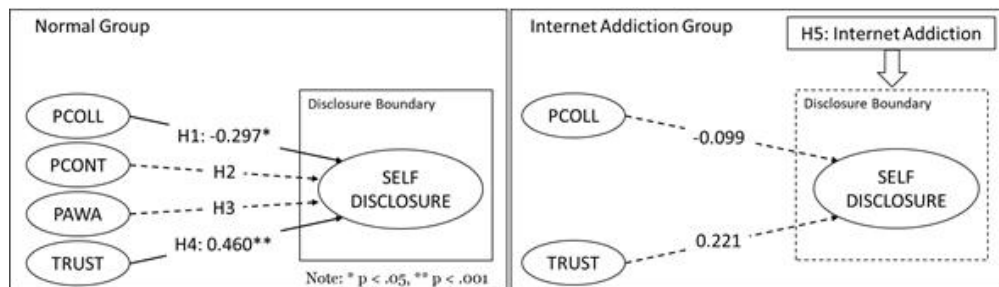 Normal Group
PCOLL
PCONT
PAWA
TRUST
H1: -0.297*
H2
H3
H4: 0.460**
Disclosure Boundary
SELF
DISCLOSURE
Note: * p < .05, ** p < .001
Internet Addiction Group
H5: Internet Addiction
PCOLL
TRUST
-0.099
0.221
Disclosure Boundary
SELF
DISCLOSURE